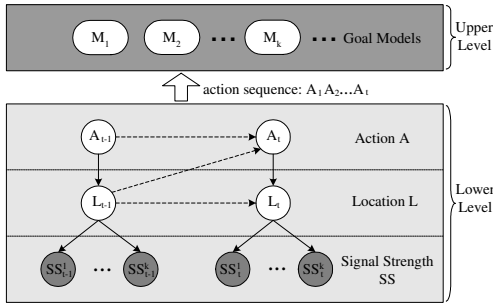 M1 M2 ... Mk ... Goal Models
Upper
Level
action sequence: A1A2...At
At-1 At Action A
Lt-1 Lt Location L
Lower
Level
SS1t-1 ... SSkt-1 SS1t ... SSkt Signal Strength
SS